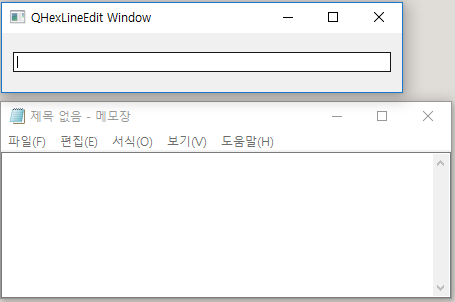 QHexLineEdit Window
제목 없음 - 메모장
파일(F) 편집(E) 서식(O) 보기(V) 도움말(H)